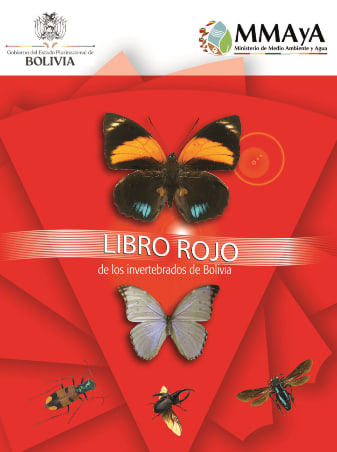 Gobierno del Estado Plurinacional de
BOLIVIA
MMAyA
Ministerio de Medio Ambiente y Agua
LIBRO ROJO
de los invertebrados de Bolivia